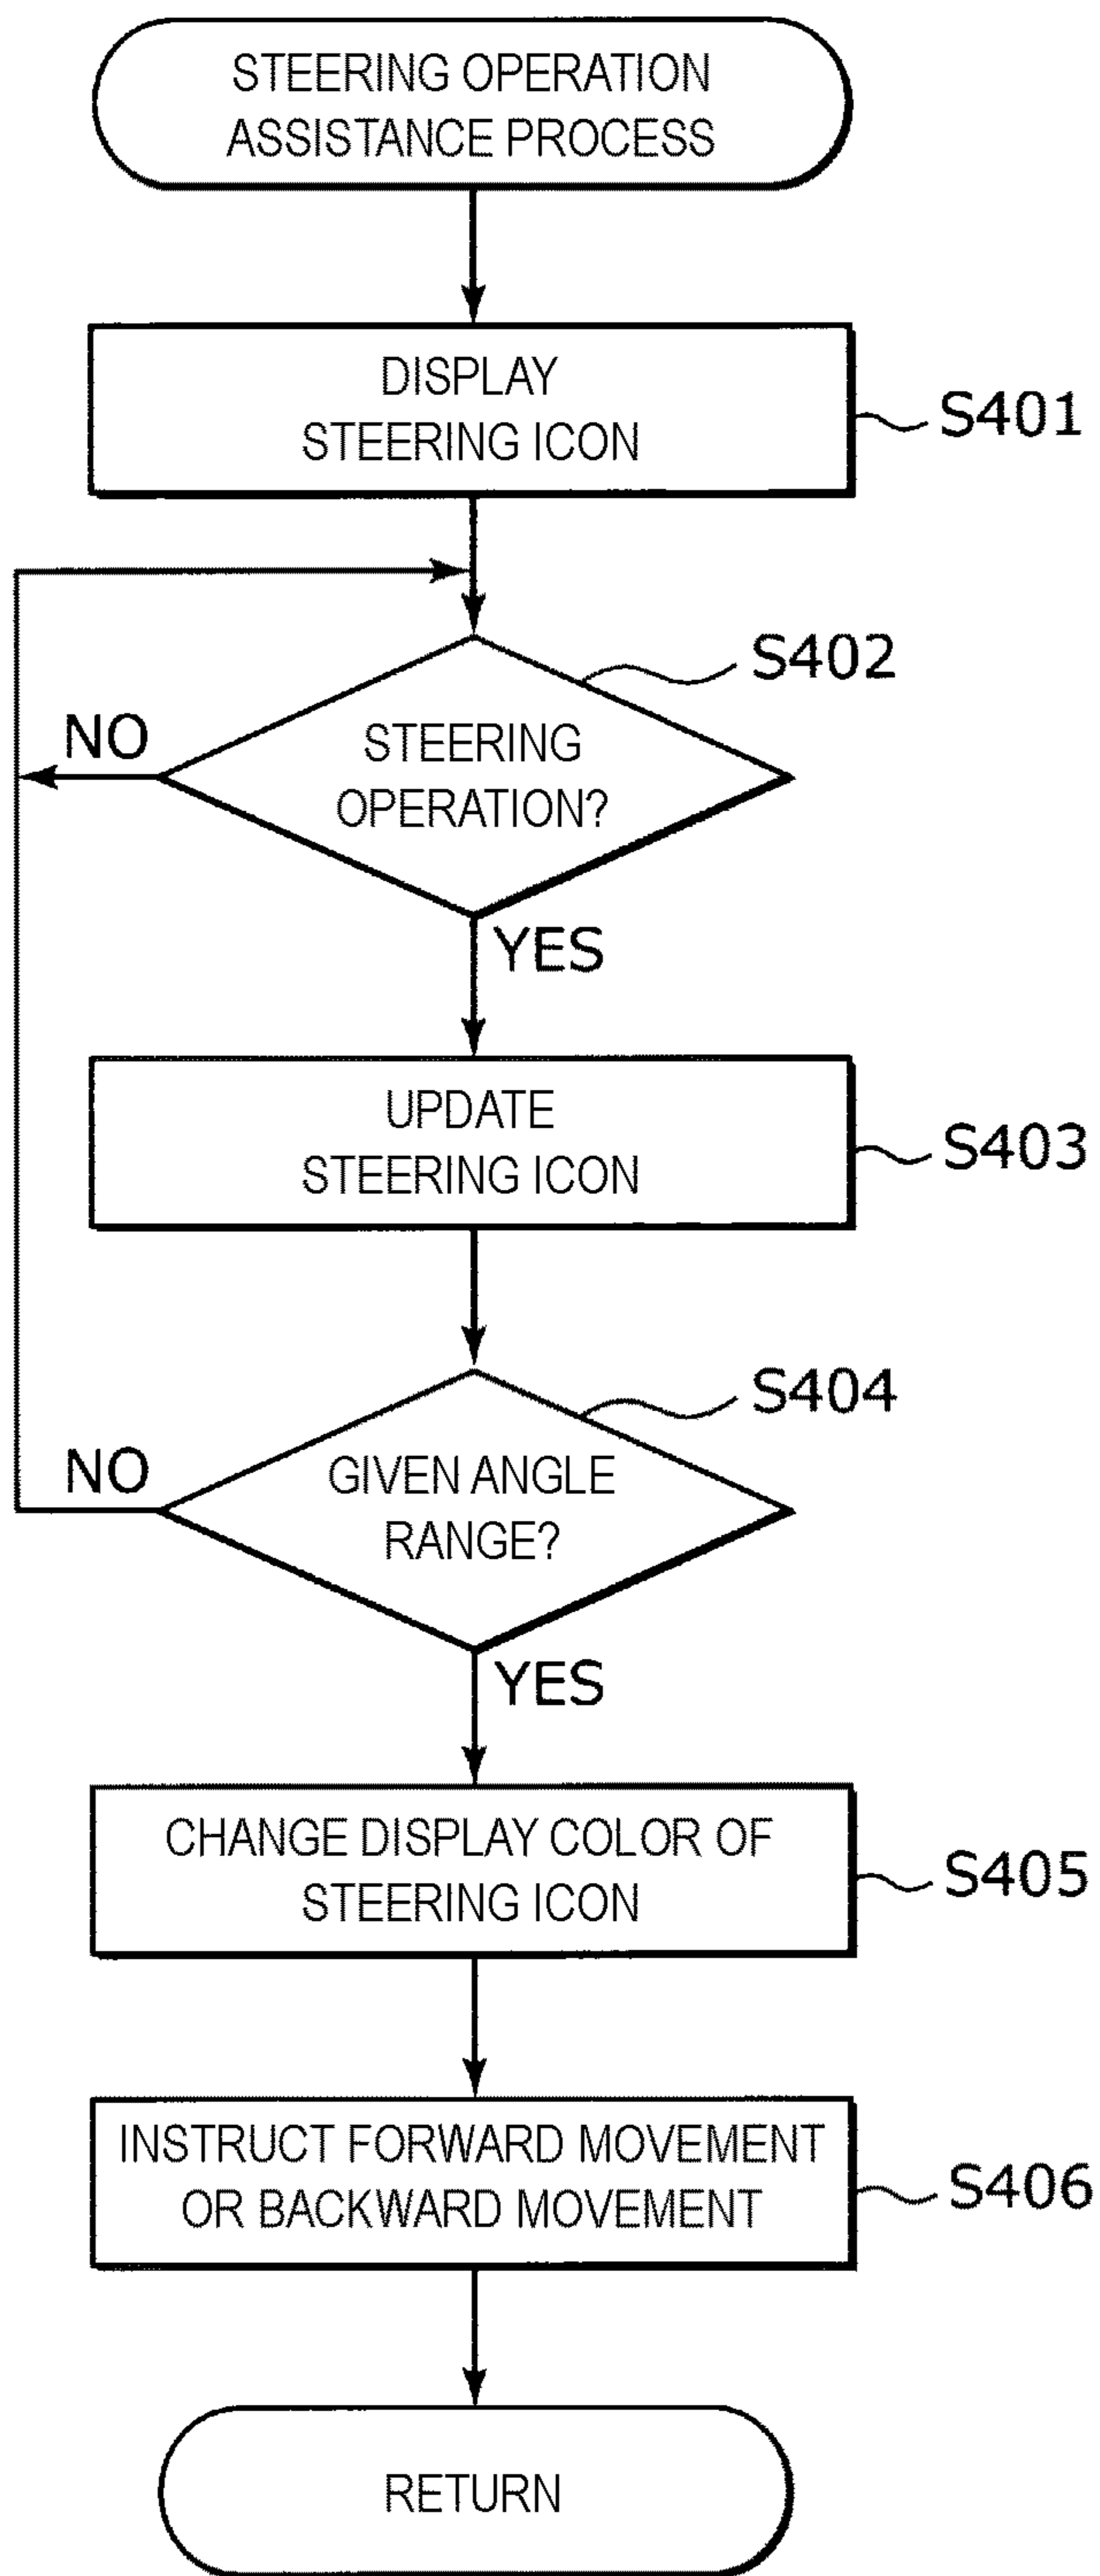 STEERING OPERATION
ASSISTANCE PROCESS
DISPLAY
STEERING ICON
S401
S402
NO
STEERING
OPERATION?
YES
UPDATE
STEERING ICON
S403
S404
NO
GIVEN ANGLE
RANGE?
YES
CHANGE DISPLAY COLOR OF
STEERING ICON
S405
INSTRUCT FORWARD MOVEMENT
OR BACKWARD MOVEMENT
S406
RETURN